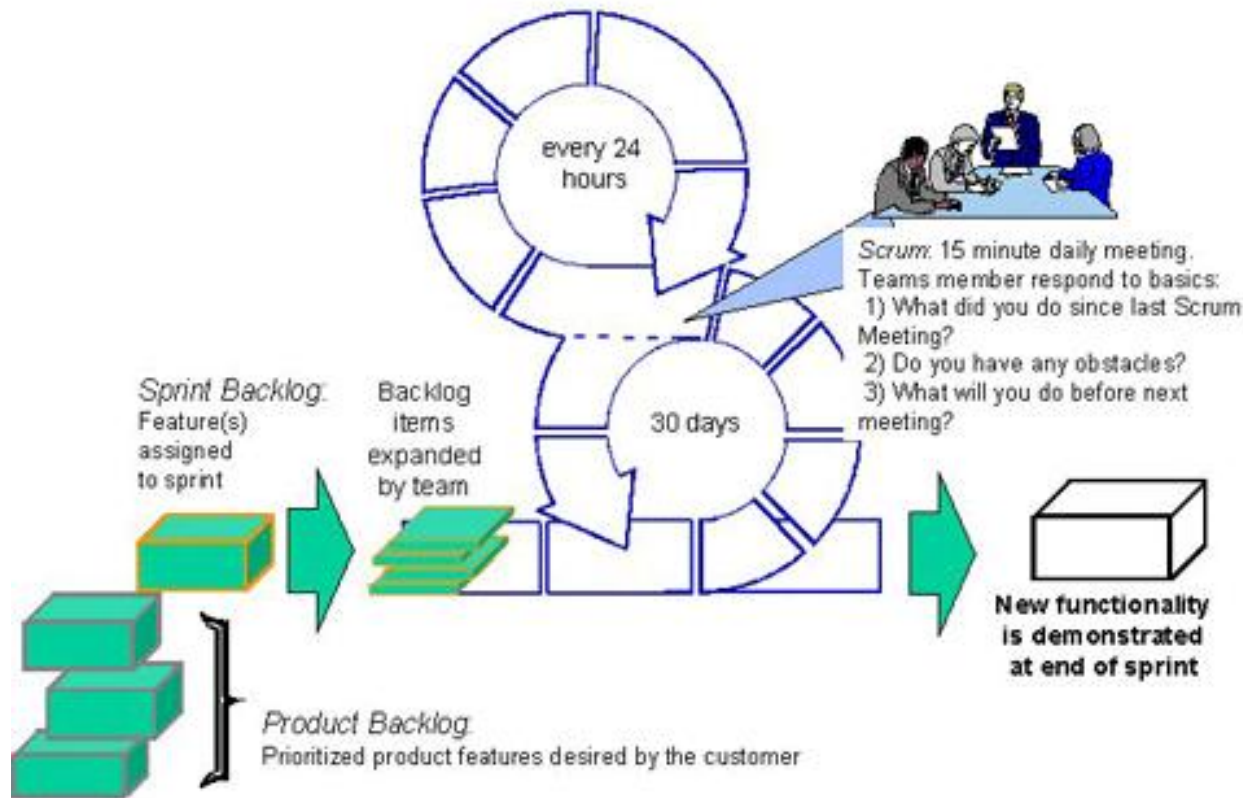 every 24
hours
Scrum: 15 minute daily meeting.
Teams member respond to basics:
1) What did you do since last Scrum
Meeting?
2) Do you have any obstacles?
3) What will you do before next
meeting?
30 days
Sprint Backlog:
Feature(s)
assigned
to sprint
Backlog
items
expanded
by team
New functionality
is demonstrated
at end of sprint
Product Backlog:
Prioritized product features desired by the customer